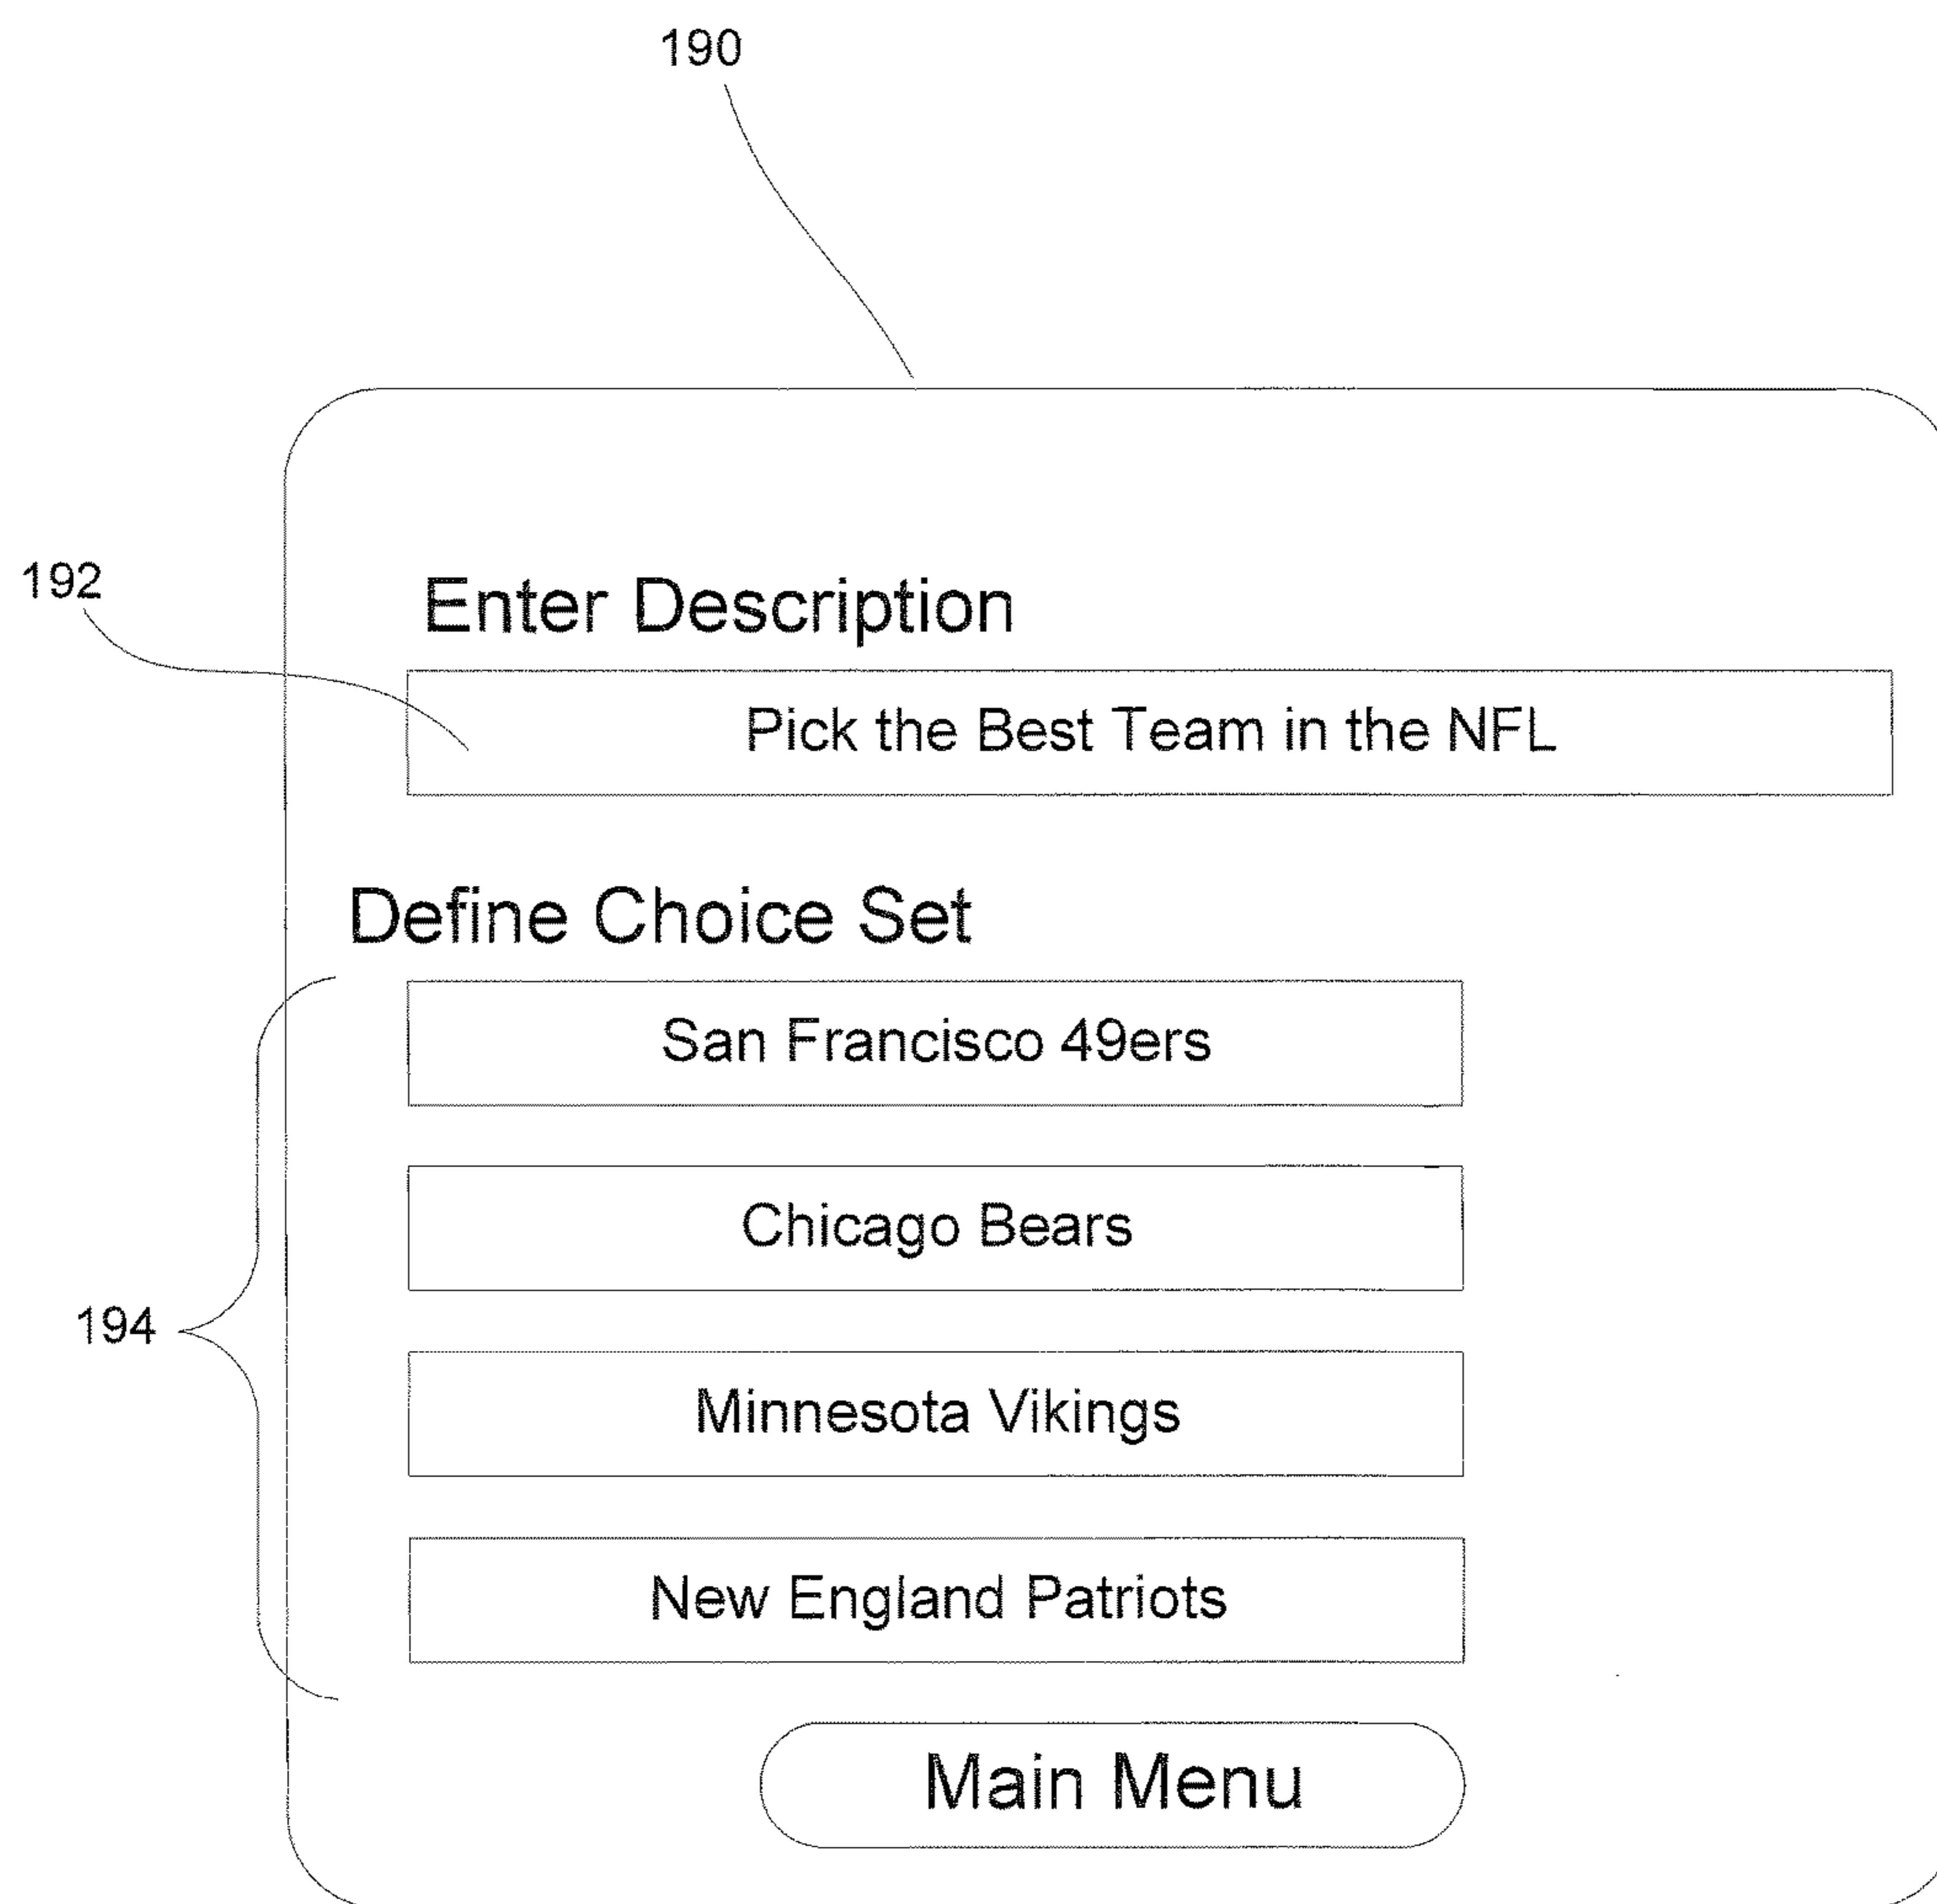 190
192
Enter Description
Pick the Best Team in the NFL
Define Choice Set
San Francisco 49ers
Chicago Bears
194
Minnesota Vikings
New England Patriots
Main Menu